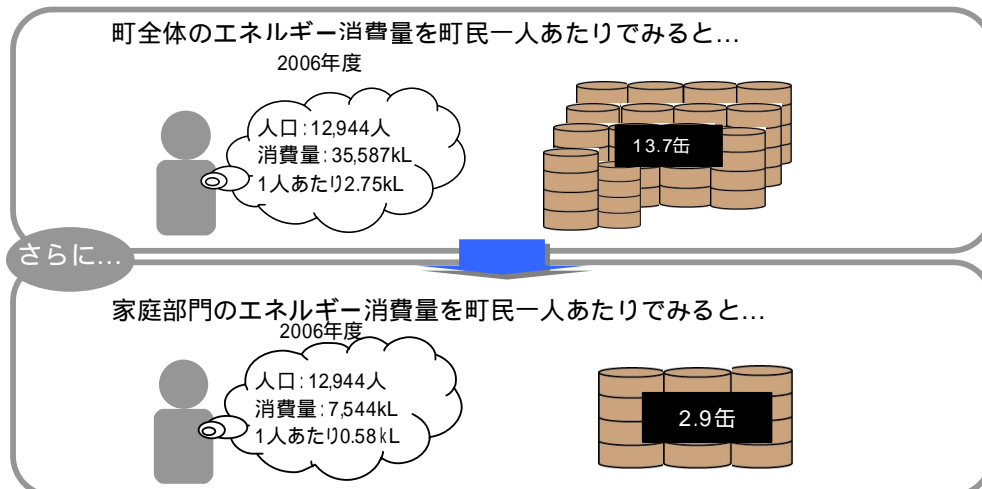 町全体のエネルギー消費量を町民一人あたりでみると…
2006年度
人口：12,944人
消費量：35,587kL
1人あたり2.75kL
13.7缶
さらに…
家庭部門のエネルギー消費量を町民一人あたりでみると…
2006年度
人口：12,944人
消費量：7,544kL
1人あたり0.58kL
2.9缶